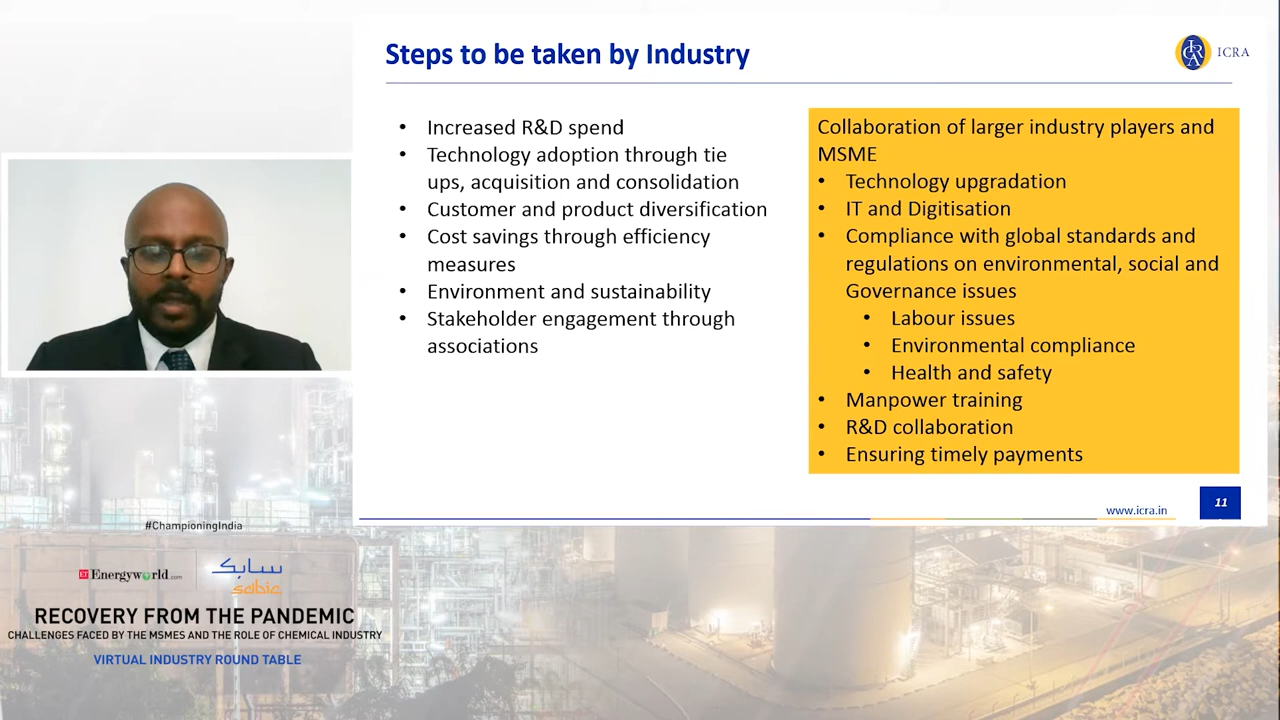 Steps to be taken by Industry
ICRA
ICRA
• Increased R&D spend
• Technology adoption through tie
ups, acquisition and consolidation
• Customer and product diversification
• Cost savings through efficiency
measures
• Environment and sustainability
• Stakeholder engagement through
associations
Collaboration of larger industry players and
MSME
• Technology upgradation
• IT and Digitisation
• Compliance with global standards and
regulations on environmental, social and
Governance issues
• Labour issues
• Environmental compliance
• Health and safety
• Manpower training
• R&D collaboration
• Ensuring timely payments
www.icra.in
11
#ChampioningIndia
ET Energyworld.com
سابك
sabic
RECOVERY FROM THE PANDEMIC
CHALLENGES FACED BY THE MSMES AND THE ROLE OF CHEMICAL INDUSTRY
VIRTUAL INDUSTRY ROUND TABLE